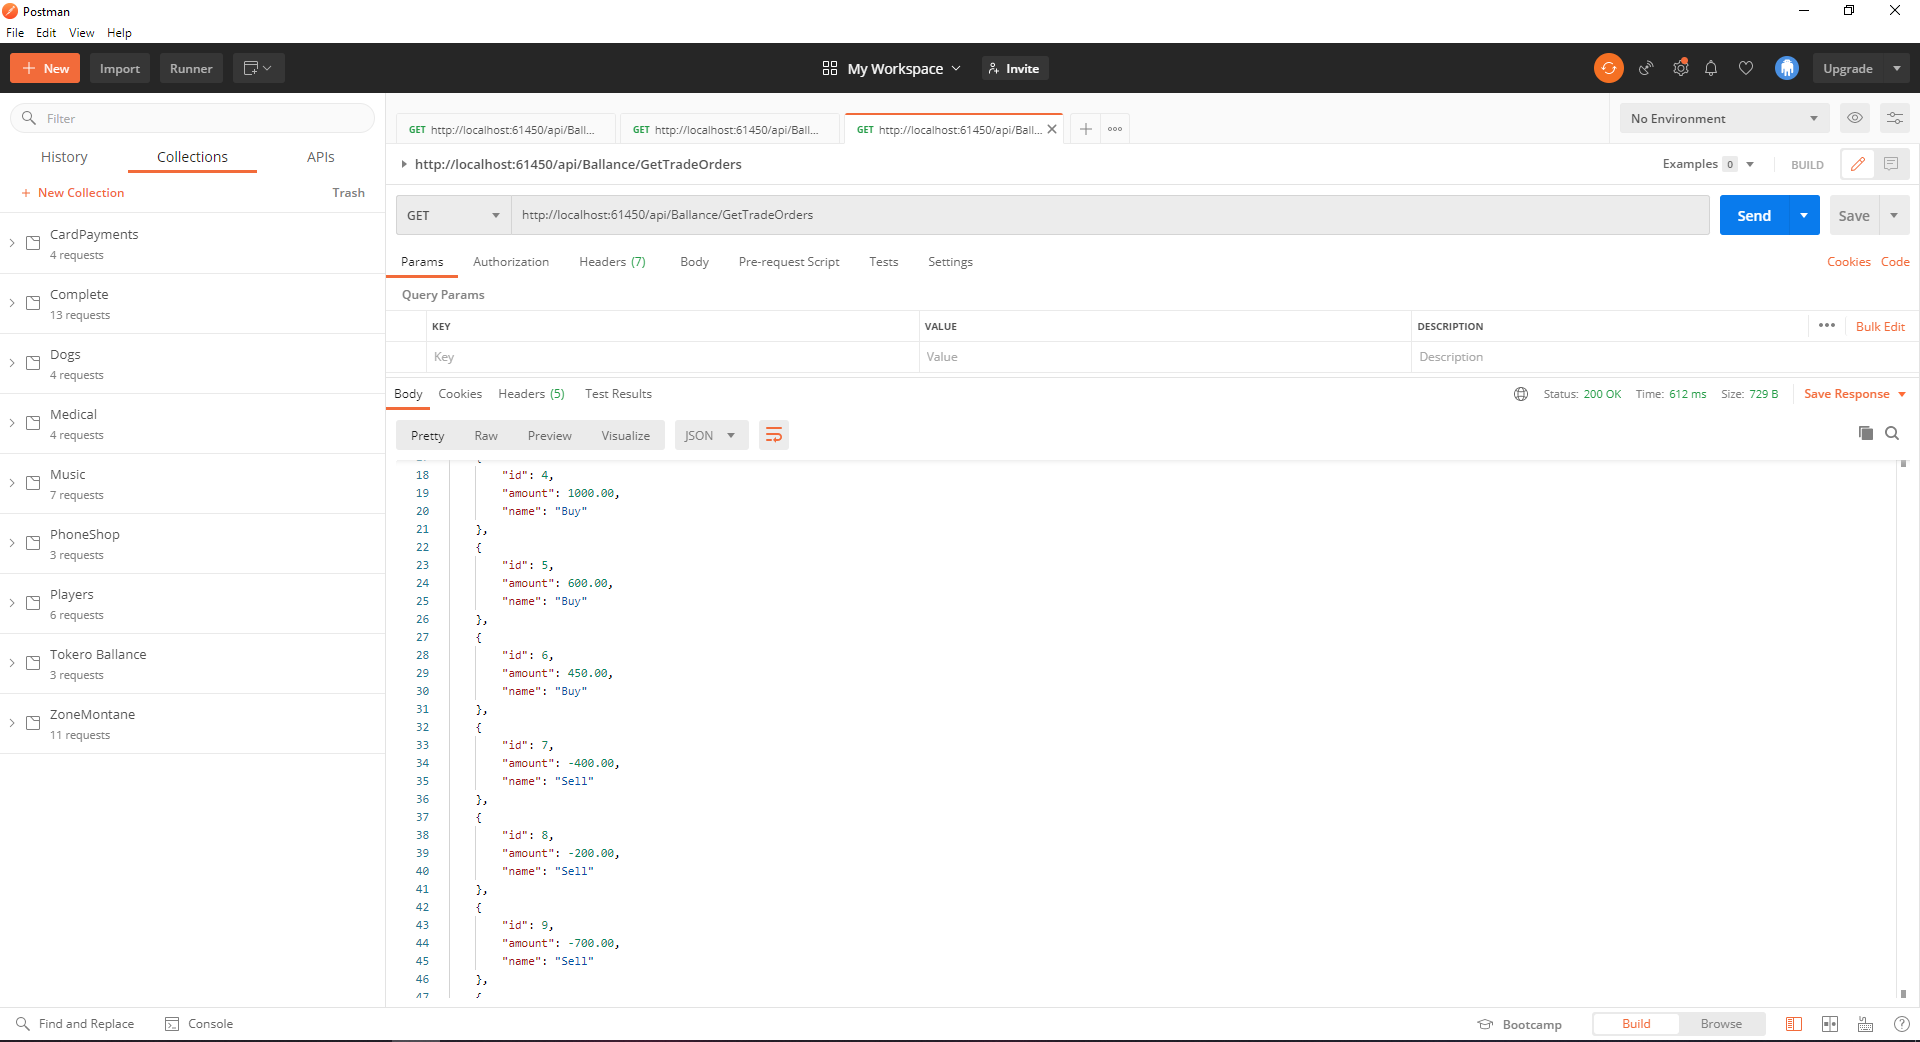 Postman
File Edit View Help
New Import Runner My Workspace Invite Upgrade
Filter
History Collections APIs
+ New Collection Trash
CardPayments
4 requests
Complete
13 requests
Dogs
4 requests
Medical
4 requests
Music
7 requests
PhoneShop
3 requests
Players
6 requests
Tokero Ballance
3 requests
ZoneMontane
11 requests
GET http://localhost:61450/api/Ball... GET http://localhost:61450/api/Ball... GET http://localhost:61450/api/Ball... No Environment
http://localhost:61450/api/Ballance/GetTradeOrders Examples 0 BUILD
GET http://localhost:61450/api/Ballance/GetTradeOrders Send Save
Params Authorization Headers (7) Body Pre-request Script Tests Settings Cookies Code
Query Params
KEY VALUE DESCRIPTION Bulk Edit
Key Value Description
Body Cookies Headers (5) Test Results Status: 200 OK Time: 612 ms Size: 729 B Save Response
Pretty Raw Preview Visualize JSON
18 "id": 4,
19 "amount": 1000.00,
20 "name": "Buy"
21 },
22 {
23 "id": 5,
24 "amount": 600.00,
25 "name": "Buy"
26 },
27 {
28 "id": 6,
29 "amount": 450.00,
30 "name": "Buy"
31 },
32 {
33 "id": 7,
34 "amount": -400.00,
35 "name": "Sell"
36 },
37 {
38 "id": 8,
39 "amount": -200.00,
40 "name": "Sell"
41 },
42 {
43 "id": 9,
44 "amount": -700.00,
45 "name": "Sell"
46 },
47 {
Find and Replace Console Bootcamp Build Browse